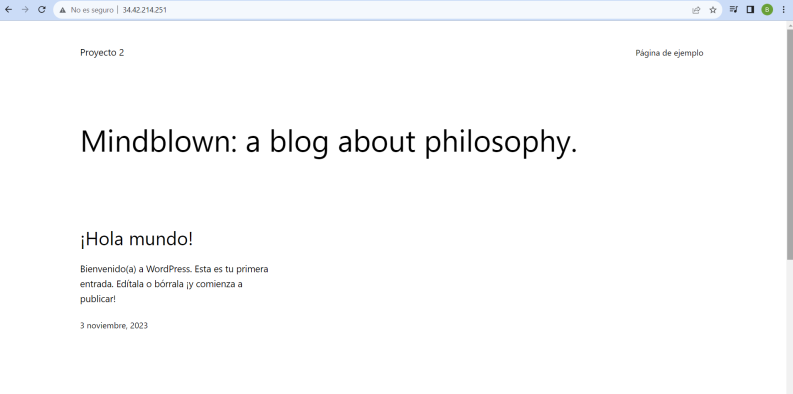 No es seguro | 34.42.214.251
B
Proyecto 2
Página de ejemplo
Mindblown: a blog about philosophy.
¡Hola mundo!
Bienvenido(a) a WordPress. Esta es tu primera
entrada. Edítala o bórrala ¡y comienza a
publicar!
3 noviembre, 2023